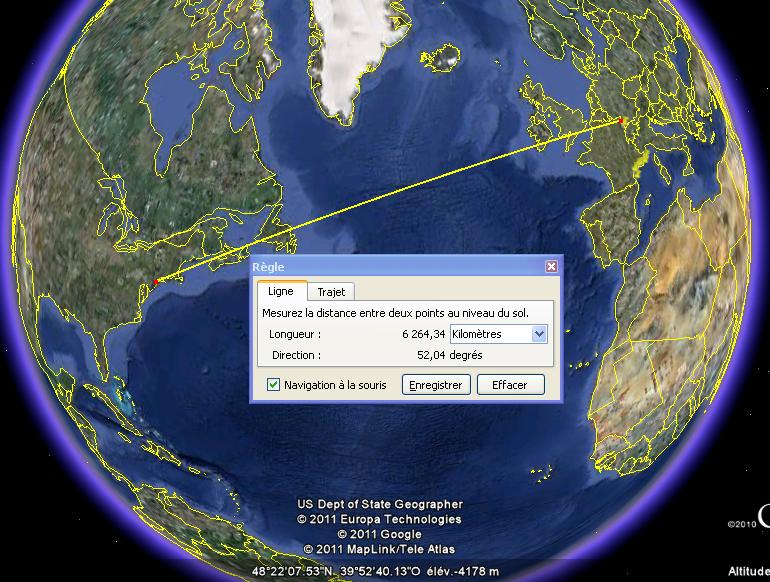 Règle
Ligne Trajet
Mesurez la distance entre deux points au niveau du sol.
Longueur : 6 264,34 Kilomètres
Direction : 52,04 degrés
Navigation à la souris Enregistrer Effacer
US Dept of State Geographer
© 2011 Europa Technologies
© 2011 Google
© 2011 MapLink/Tele Atlas
©2010
48°22'07.53"N, 39°52'40.13"O élév.-4178 m Altitude